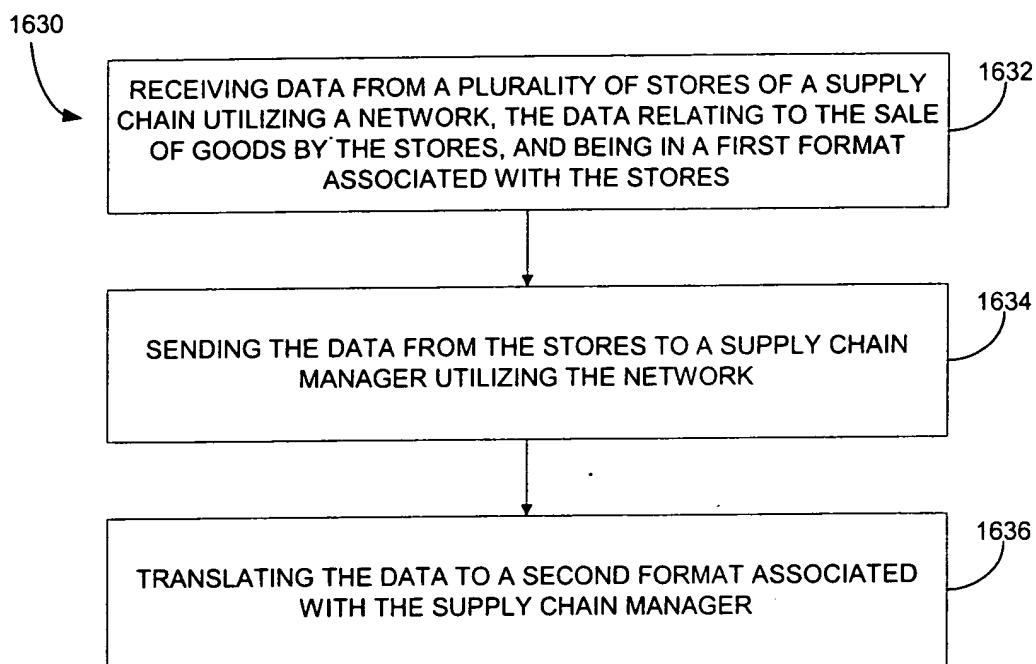 1630
1632
RECEIVING DATA FROM A PLURALITY OF STORES OF A SUPPLY
CHAIN UTILIZING A NETWORK, THE DATA RELATING TO THE SALE
OF GOODS BY THE STORES, AND BEING IN A FIRST FORMAT
ASSOCIATED WITH THE STORES
1634
SENDING THE DATA FROM THE STORES TO A SUPPLY CHAIN
MANAGER UTILIZING THE NETWORK
1636
TRANSLATING THE DATA TO A SECOND FORMAT ASSOCIATED
WITH THE SUPPLY CHAIN MANAGER